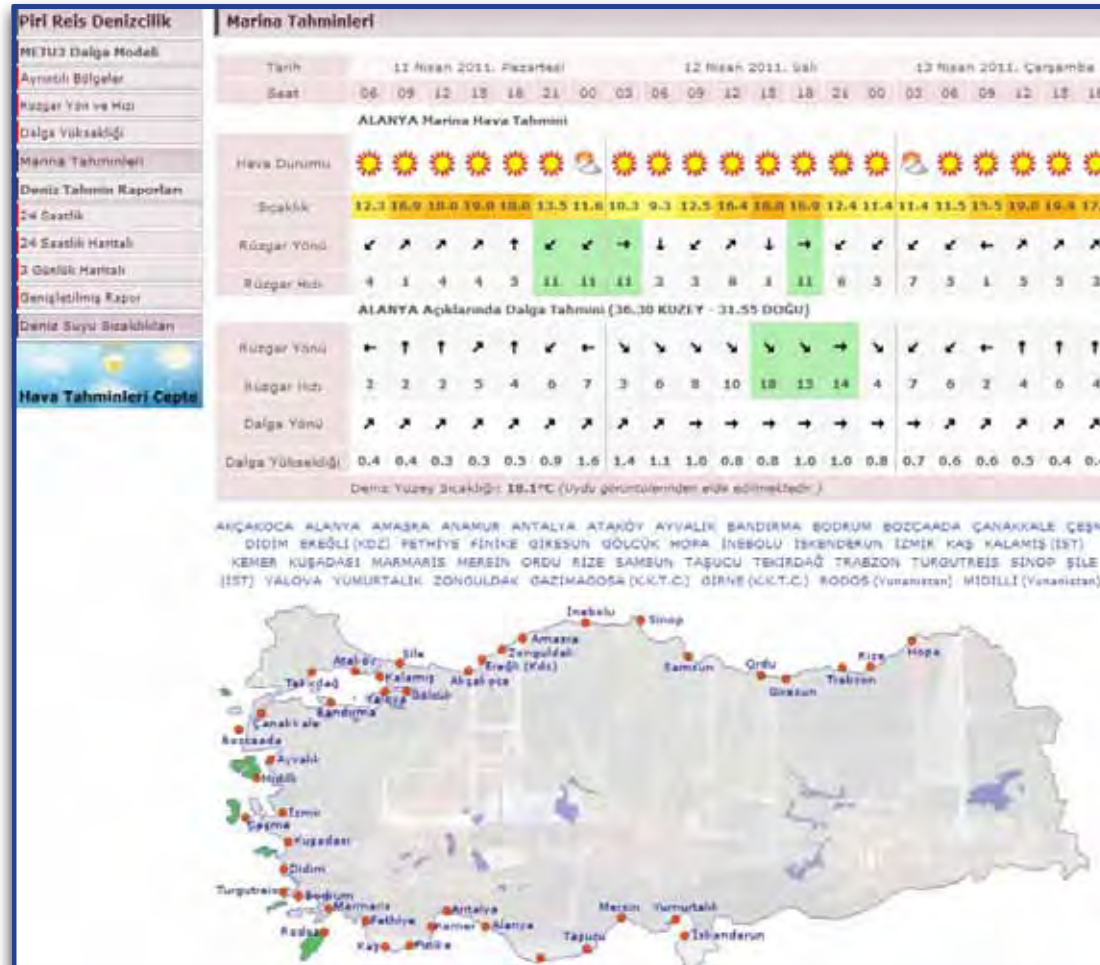 Piri Reis Denizcilik
METU3 Dalga Modeli
Ayrıntılı Bölgeler
Rüzgar Yön ve Hızı
Dalga Yüksekliği
Marina Tahminleri
Deniz Tahmin Raporları
24 Saatlik
24 Saatlik Haritalı
3 Günlük Haritalı
Genişletilmiş Rapor
Deniz Suyu Sıcaklıkları
Hava Tahminleri Cepte
Marina Tahminleri
Tarih 11 Nisan 2011, Pazartesi 12 Nisan 2011, Salı 13 Nisan 2011, Çarşamba
Saat 06 09 12 15 18 21 00 03 06 09 12 15 18 21 00 03 06 09 12 15
ALANYA Marina Hava Tahmini
Hava Durumu
Sıcaklık 12.3 16.9 18.0 19.0 18.0 13.5 11.6 10.3 9.3 12.5 16.4 18.8 16.9 12.4 11.4 11.4 11.5 15.5 19.0 19.4
Rüzgar Yönü ↙ ↗ ↗ ↗ ↑ ↙ ↙ → ↓ ↙ ↗ ↓ → ↙ ↙ ↙ ↙ ← ↗ ↗ ↗
Rüzgar Hızı 4 1 4 4 5 11 11 11 3 1 11 6 5 7 5 1 5 5
ALANYA Açıklarında Dalga Tahmini (36.30 KUZEY - 31.55 DOĞU)
Rüzgar Yönü ← ↑ ↑ ↗ ↑ ↙ ← ↘ ↘ ↘ ↘ ↘ ↘ → ↘ ↙ ↙ ← ↑ ↑ ↑
Rüzgar Hızı 2 2 2 5 4 6 7 3 6 8 10 18 13 14 4 7 6 2 4 6 4
Dalga Yönü ↗ ↗ ↗ ↗ ↗ ↗ ↗ ↗ ↗ → → → → → → → ↗ ↗ ↗ ↗ ↗
Dalga Yüksekliği 0.4 0.4 0.3 0.3 0.5 0.9 1.6 1.4 1.1 1.0 0.8 0.8 1.0 1.0 0.8 0.7 0.6 0.6 0.5 0.4
Deniz Yüzey Sıcaklığı: 18.1°C (Uydu görüntülerinden elde edilmektedir.)
AKÇAKOCA ALANYA AMASRA ANAMUR ANTALYA ATAKÖY AYVALIK BANDIRMA BODRUM BOZCAADA ÇANAKKALE
DİDİM EREĞLİ (KDZ) FETHİYE FİNİKE GİRESUN GÖLCÜK HOPA İNEBOLU İSKENDERUN İZMİR KAŞ KALAMIŞ (İST)
KEMER KUŞADASI MARMARİS MERSİN ORDU RİZE SAMSUN TAŞUCU TEKİRDAĞ TRABZON TURGUTREİS SİNOP ŞİLE
(İST) YALOVA YUMURTALIK ZONGULDAK GAZİMAGOSA (K.K.T.C.) GİRNE (K.K.T.C.) RODOS (Yunanistan) MİDİLLİ (Yunanistan)
İnebolu
Sinop
Amasra
Zonguldak
Ereğli (Kdz)
Akçakoca
Şile
Ataköy
Kalamış
Tekirdağ
Yalova
Gölcük
Bandırma
Samsun
Ordu
Giresun
Trabzon
Rize
Hopa
Çanakkale
Bozcaada
Ayvalık
Midilli
İzmir
Çeşme
Kuşadası
Didim
Turgutreis
Bodrum
Marmaris
Rodos
Fethiye
Kaş
Finike
Kemer
Antalya
Alanya
Taşucu
Mersin
Yumurtalık
İskenderun